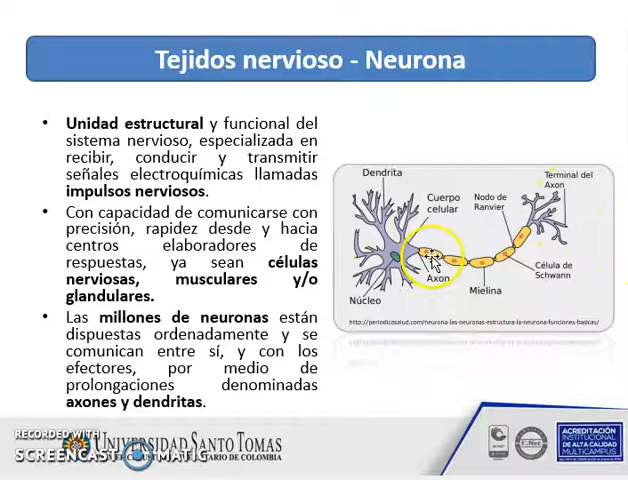 Tejidos nervioso - Neurona
• Unidad estructural y funcional del
sistema nervioso, especializada en
recibir, conducir y transmitir
señales electroquímicas llamadas
impulsos nerviosos.
• Con capacidad de comunicarse con
precisión, rapidez desde y hacia
centros elaboradores de
respuestas, ya sean células
nerviosas, musculares y/o
glandulares.
• Las millones de neuronas están
dispuestas ordenadamente y se
comunican entre sí, y con los
efectores, por medio de
prolongaciones denominadas
axones y dendritas.
Dendrita
Cuerpo
celular
Nodo de
Ranvier
Terminal del
Axon
Axon
Célula de
Schwann
Mielina
Núcleo
http://periodicosalud.com/neurona-las-neuronas-estructura-la-neurona-funciones-basicas/
RECORDED WITH
SCREENCAST MATIC
UNIVERSIDAD SANTO TOMAS
DE COLOMBIA
IQNet
ACREDITACIÓN
INSTITUCIONAL
DE ALTA CALIDAD
MULTICAMPUS